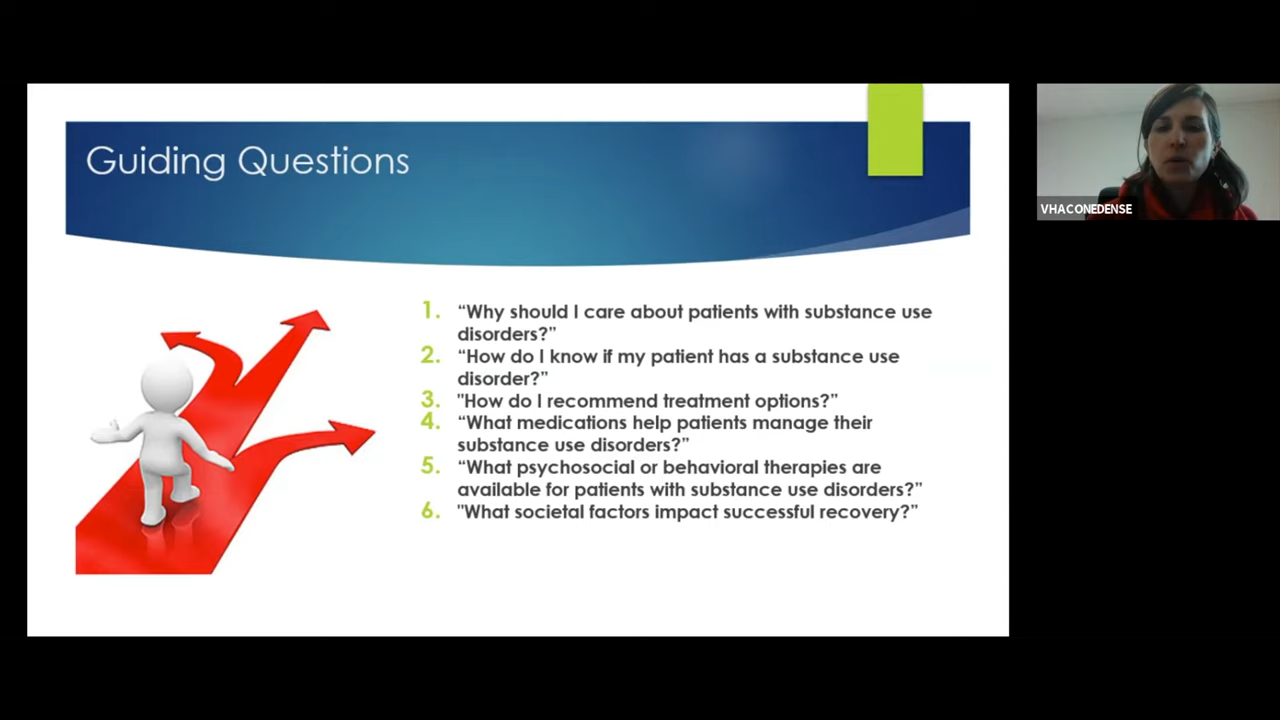 Guiding Questions
1. “Why should I care about patients with substance use
disorders?”
2. “How do I know if my patient has a substance use
disorder?”
3. "How do I recommend treatment options?”
4. “What medications help patients manage their
substance use disorders?”
5. “What psychosocial or behavioral therapies are
available for patients with substance use disorders?”
6. "What societal factors impact successful recovery?”
VHACONEDENSE